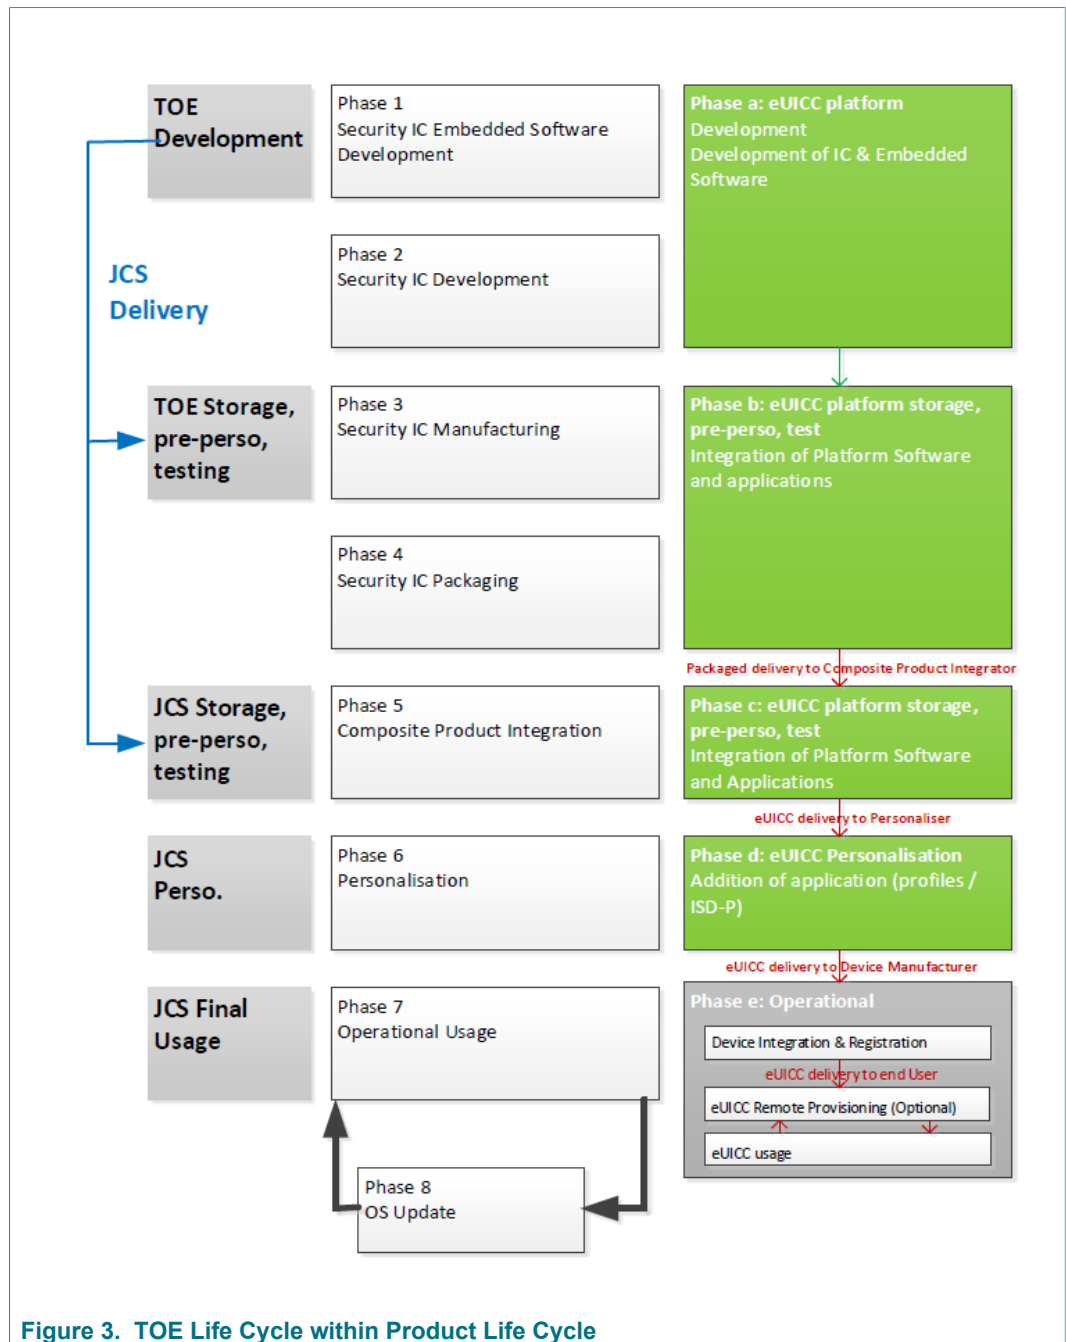 TOE
Development
Phase 1
Security IC Embedded Software
Development
Phase a: eUICC platform
Development
Development of IC & Embedded
Software
JCS
Delivery
Phase 2
Security IC Development
TOE Storage,
pre-perso,
testing
Phase 3
Security IC Manufacturing
Phase b: eUICC platform storage,
pre-perso, test
Integration of Platform Software
and applications
Phase 4
Security IC Packaging
Packaged delivery to Composite Product Integrator
JCS Storage,
pre-perso,
testing
Phase 5
Composite Product Integration
Phase c: eUICC platform storage,
pre-perso, test
Integration of Platform Software
and Applications
eUICC delivery to Personaliser
JCS
Perso.
Phase 6
Personalisation
Phase d: eUICC Personalisation
Addition of application (profiles /
ISD-P)
eUICC delivery to Device Manufacturer
JCS Final
Usage
Phase 7
Operational Usage
Phase e: Operational
Device Integration & Registration
eUICC delivery to end User
eUICC Remote Provisioning (Optional)
eUICC usage
Phase 8
OS Update
Figure 3. TOE Life Cycle within Product Life Cycle